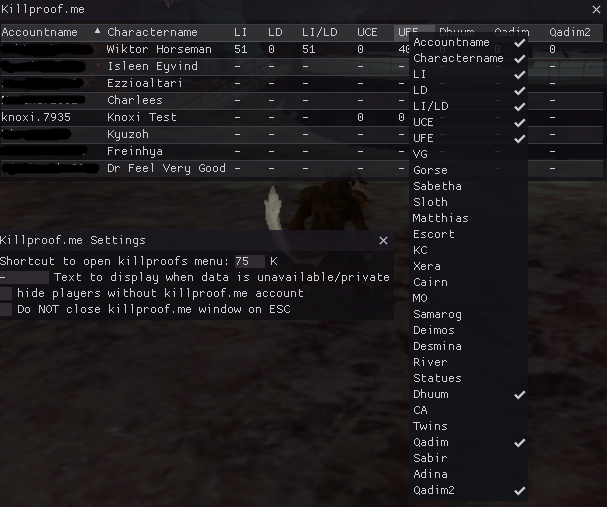 Killproof.me
Accountname Charactername LI LD LI/LD UCE UFE Dhuum Qadim Qadim2
Wiktor Horseman 51 0 51 0 40 0
Isleen Eyvind - - - - - -
Ezzioaltari - - - - - -
Charlees - - - - - -
knoxi.7935 Knoxi Test - - - 0 0 -
Kyuzoh - - - - - -
Freinhya - - - - - -
Dr Feel Very Good - - - - - -
Killproof.me Settings
Shortcut to open killproofs menu: 75 K
- Text to display when data is unavailable/private
hide players without killproof.me account
Do NOT close killproof.me window on ESC
Accountname
Charactername
LI
LD
LI/LD
UCE
UFE
VG
Gorse
Sabetha
Sloth
Matthias
Escort
KC
Xera
Cairn
MO
Samarog
Deimos
Desmina
River
Statues
Dhuum
CA
Twins
Qadim
Sabir
Adina
Qadim2